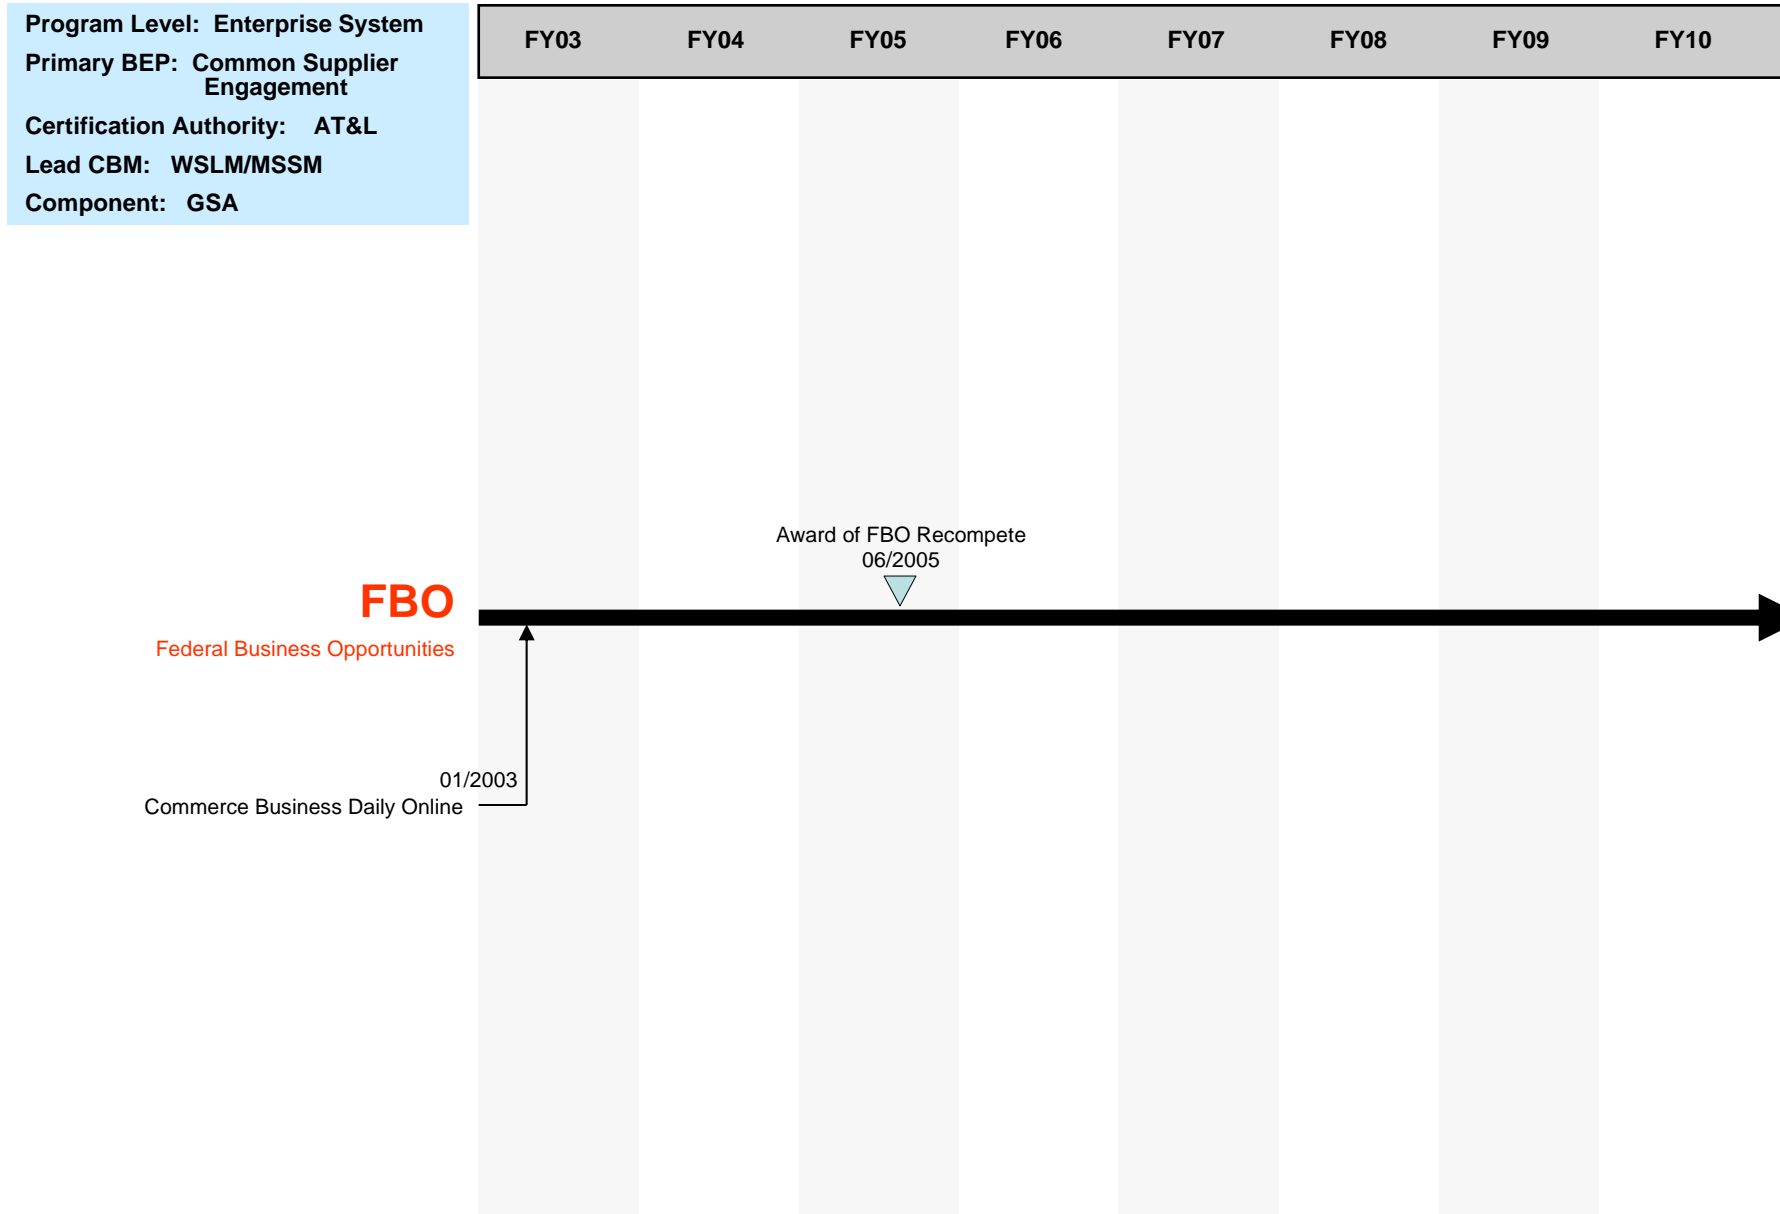 Program Level: Enterprise System
Primary BEP: Common Supplier
Engagement
Certification Authority: AT&L
Lead CBM: WSLM/MSSM
Component: GSA
FY03 FY04 FY05 FY06 FY07 FY08 FY09 FY10
Award of FBO Recompete
06/2005
FBO
Federal Business Opportunities
01/2003
Commerce Business Daily Online